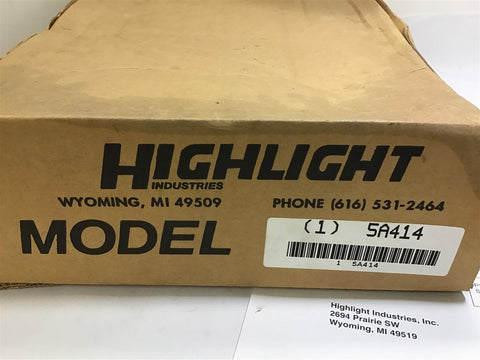 HIGHLIGHT
INDUSTRIES
WYOMING, MI 49509 PHONE (616) 531-2464
MODEL (1) 5A414
1 5A414
Highlight Industries, Inc.
2694 Prairie SW
Wyoming, MI 49519